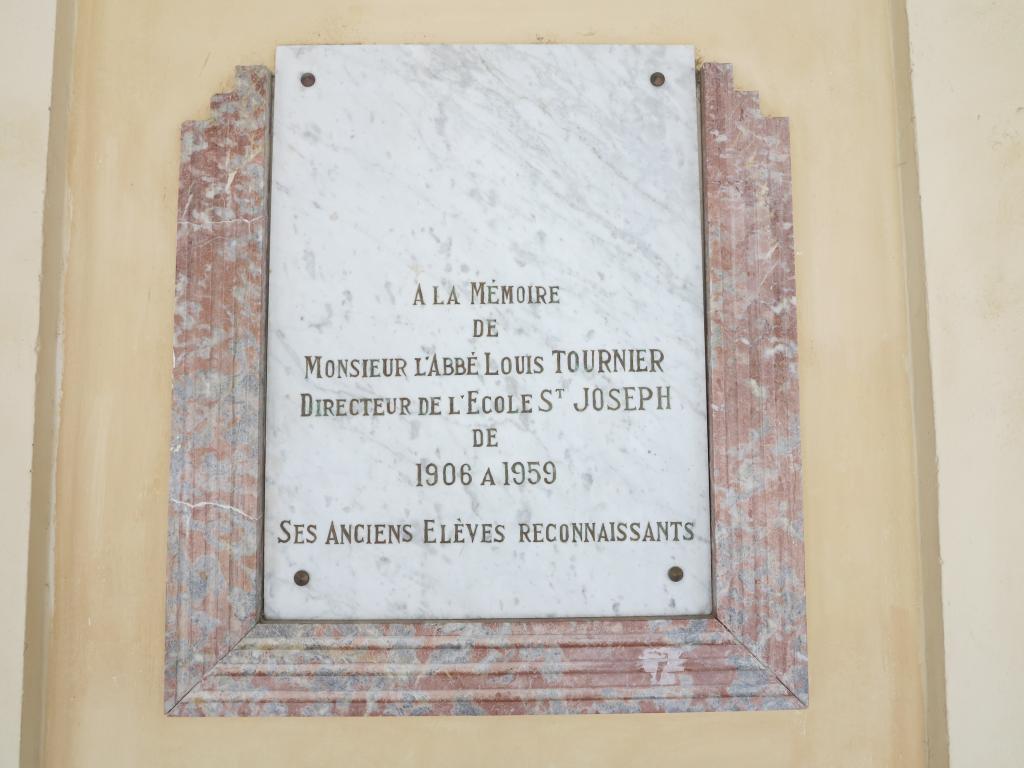 A LA MÉMOIRE
DE
MONSIEUR L'ABBÉ LOUIS TOURNIER
DIRECTEUR DE L'ECOLE ST JOSEPH
DE
1906 A 1959
SES ANCIENS ELÈVES RECONNAISSANTS